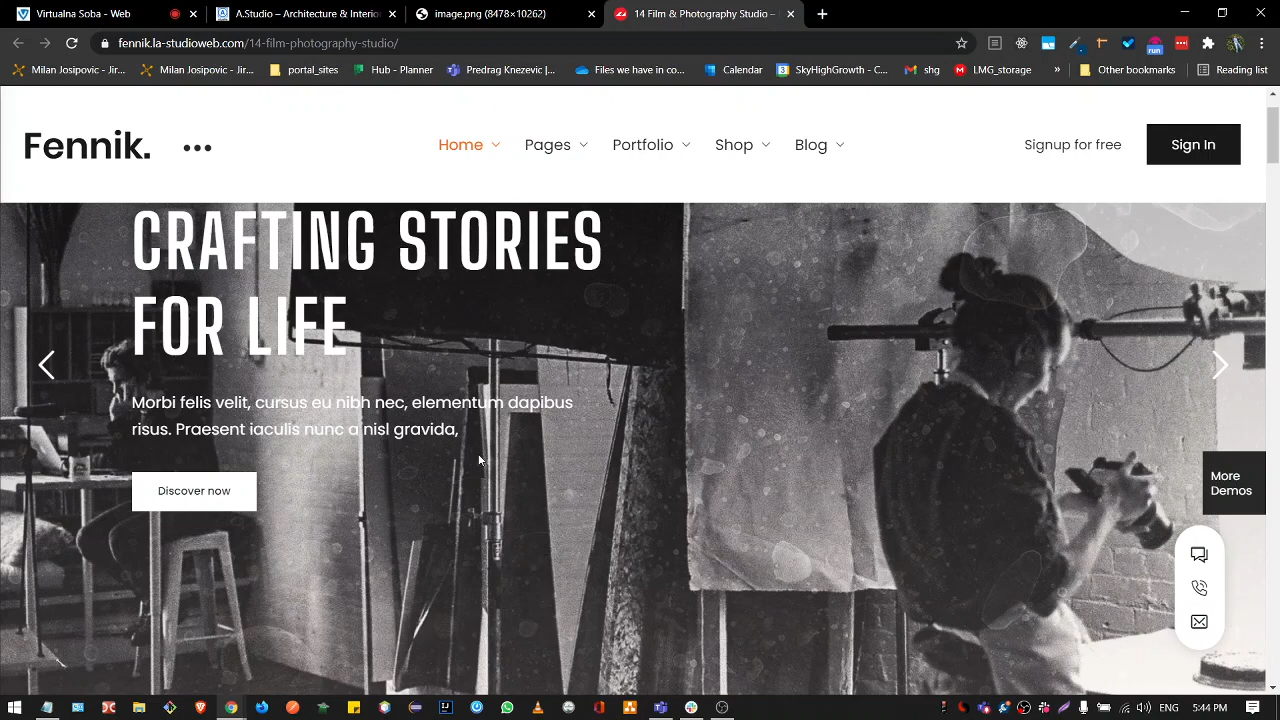 Virtualna Soba - Veza
A.Studio – Architecture & Interior
image.png (8478×10262)
14 Film & Photography Studio –
fennik.la-studioweb.com/14-film-photography-studio/
Milan Josipovic - Jir...
Milan Josipovic - Jir...
portal_sites
Hub - Planner
Predrag Knezevic |...
Files we have in co...
Calendar
SkyHighGrowth - C...
shg
LMG_storage
»
Other bookmarks
Reading list
Fennik.
Home
Pages
Portfolio
Shop
Blog
Signup for free
Sign In
CRAFTING STORIES
FOR LIFE
Morbi felis velit, cursus eu nibh nec, elementum dapibus
risus. Praesent iaculis nunc a nisl gravida,
Discover now
More
Demos
ENG
5:44 PM